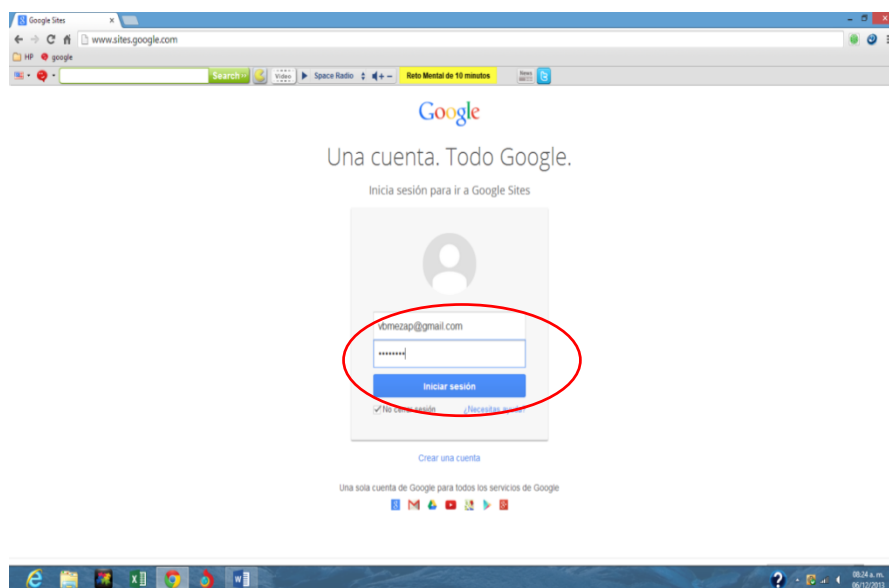 Google Sites
www.sites.google.com
HP google
Search Video Space Radio Reto Mental de 10 minutos News
Google
Una cuenta. Todo Google.
Inicia sesión para ir a Google Sites
vbmezap@gmail.com
Iniciar sesión
No cerrar sesión ¿Necesitas ayuda?
Crear una cuenta
Una sola cuenta de Google para todos los servicios de Google
08:24 a. m.